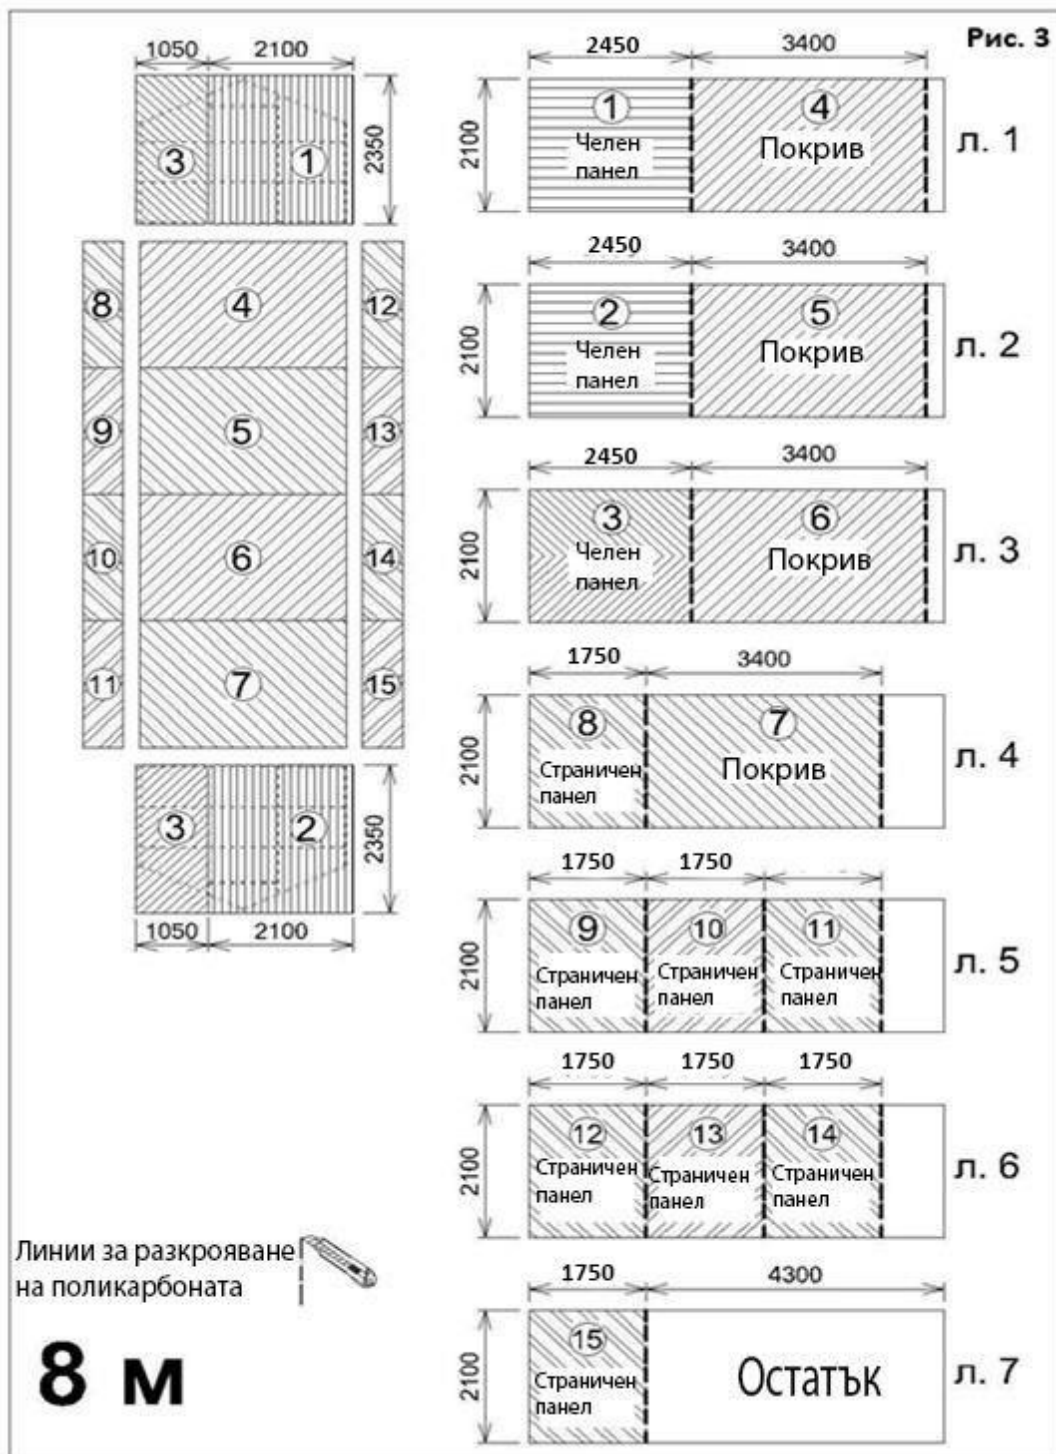 Рис. 3
1050 2100
2350
3 1
8 4 12
9 5 13
10 6 14
11 7 15
3 2
2350
1050 2100
2450 3400
2100
1 4
Челен Покрив
панел
л. 1
2450 3400
2100
2 5
Челен Покрив
панел
л. 2
2450 3400
2100
3 6
Челен Покрив
панел
л. 3
1750 3400
2100
8 7
Страничен Покрив
панел
л. 4
1750 1750
2100
9 10 11
Страничен Страничен Страничен
панел панел панел
л. 5
1750 1750 1750
2100
12 13 14
Страничен Страничен Страничен
панел панел панел
л. 6
1750 4300
2100
15
Страничен Остатък
панел
л. 7
Линии за разкрояване
на поликарбоната
8 м